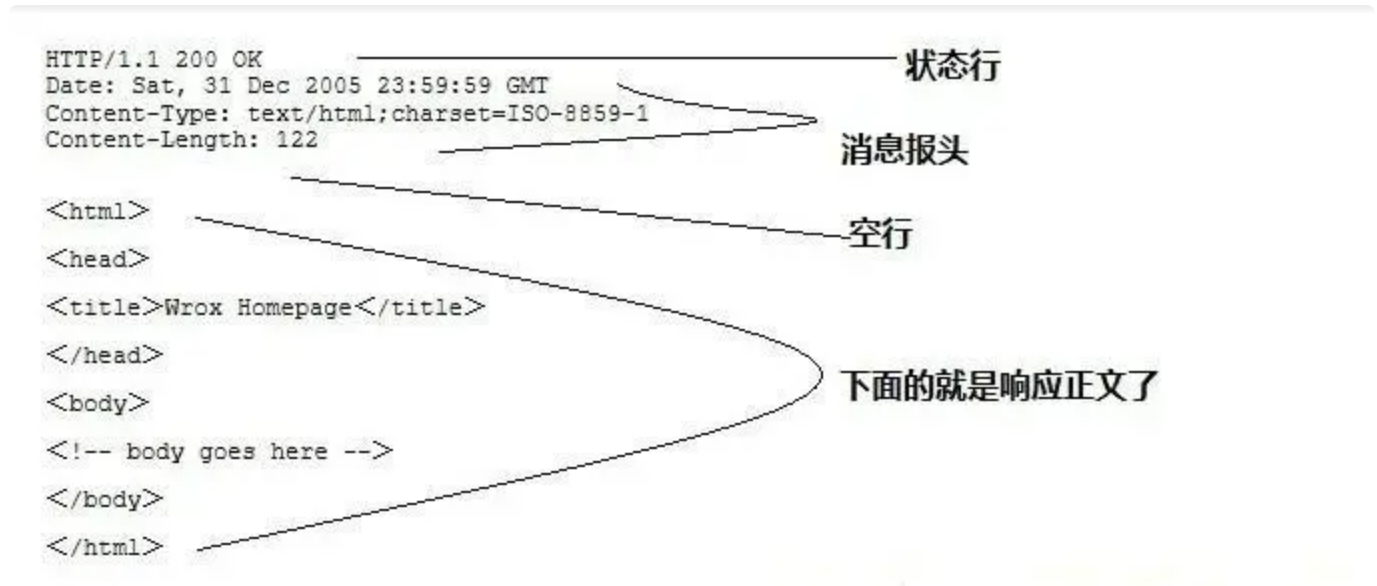 HTTP/1.1 200 OK
状态行
Date: Sat, 31 Dec 2005 23:59:59 GMT
Content-Type: text/html;charset=ISO-8859-1
Content-Length: 122
消息报头
空行
<html>
<head>
<title>Wrox Homepage</title>
</head>
下面的就是响应正文了
<body>
<!-- body goes here -->
</body>
</html>